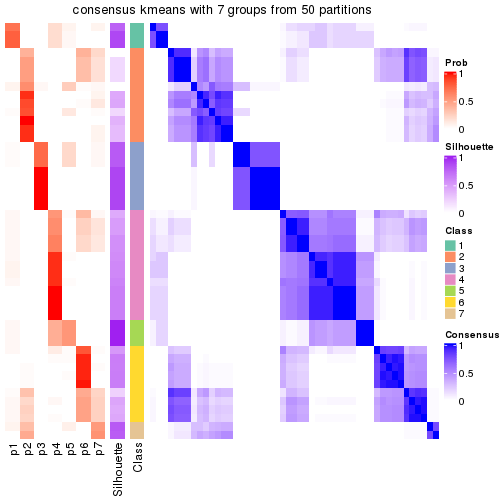 consensus kmeans with 7 groups from 50 partitions
Prob
1
0.5
0
Silhouette
1
0.5
0
Class
1
2
3
4
5
6
7
Consensus
1
0.5
0
p1
p2
p3
p4
p5
p6
p7
Silhouette
Class